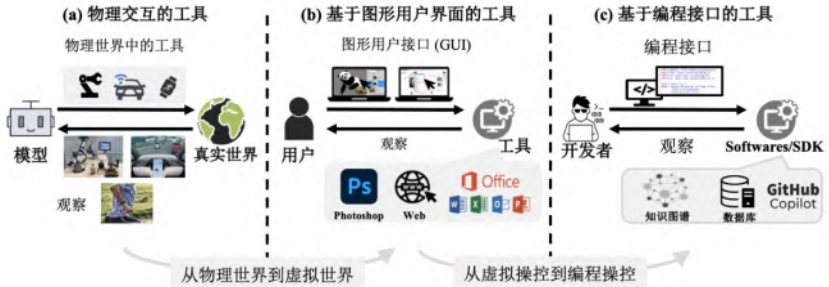 (a) 物理交互的工具
物理世界中的工具
模型
真实世界
观察
(b) 基于图形用户界面的工具
图形用户接口 (GUI)
用户
观察
工具
Ps
Photoshop
Web
Office
W X O P
(c) 基于编程接口的工具
编程接口
</>
开发者
观察
Softwares/SDK
知识图谱
数据库
GitHub
Copilot
从物理世界到虚拟世界
从虚拟操控到编程操控